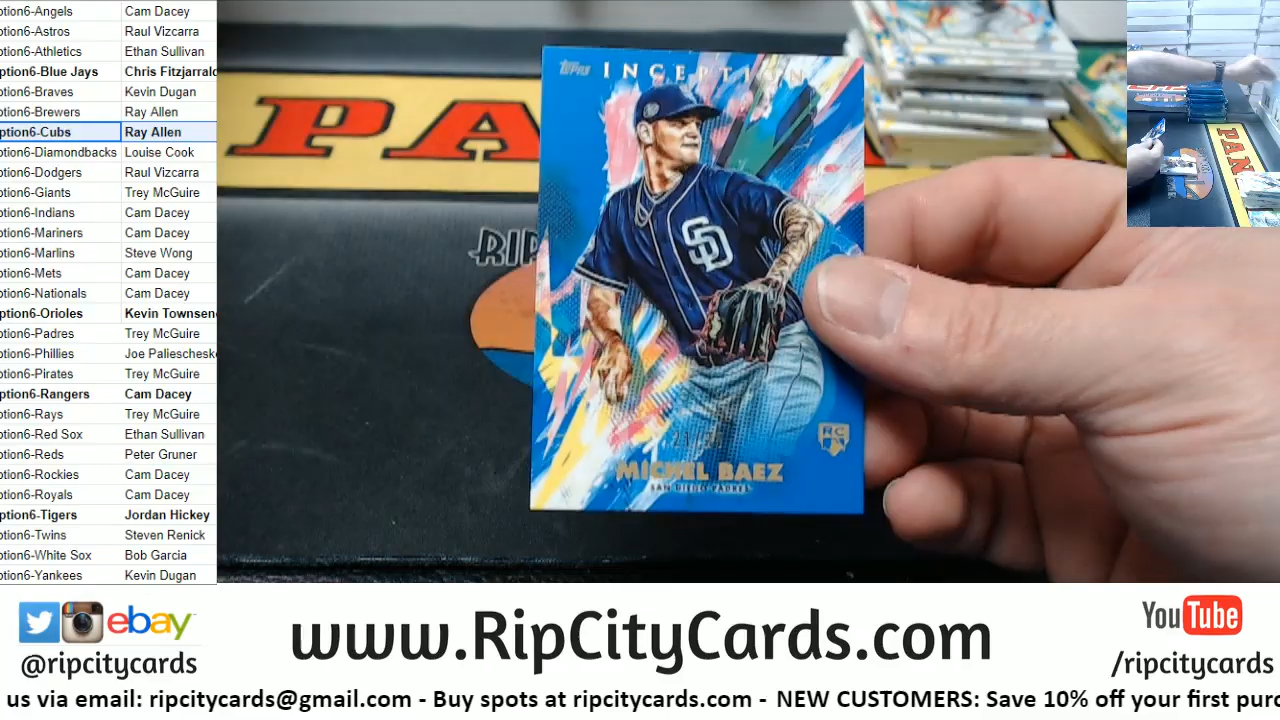 ption6-Angels Cam Dacey
ption6-Astros Raul Vizcarra
ption6-Athletics Ethan Sullivan
ption6-Blue Jays Chris Fitzjarrald
ption6-Braves Kevin Dugan
ption6-Brewers Ray Allen
ption6-Cubs Ray Allen
ption6-Diamondbacks Louise Cook
ption6-Dodgers Raul Vizcarra
ption6-Giants Trey McGuire
ption6-Indians Cam Dacey
ption6-Mariners Cam Dacey
ption6-Marlins Steve Wong
ption6-Mets Cam Dacey
ption6-Nationals Cam Dacey
ption6-Orioles Kevin Townsen
ption6-Padres Trey McGuire
ption6-Phillies Joe Palieschesk
ption6-Pirates Trey McGuire
ption6-Rangers Cam Dacey
ption6-Rays Trey McGuire
ption6-Red Sox Ethan Sullivan
ption6-Reds Peter Gruner
ption6-Rockies Cam Dacey
ption6-Royals Cam Dacey
ption6-Tigers Jordan Hickey
ption6-Twins Steven Renick
ption6-White Sox Bob Garcia
ption6-Yankees Kevin Dugan
PA
RIP
TOPPS INCEPTION
SD
RC
MICHEL BAEZ
SAN DIEGO PADRES
PAN
ebay
@ripcitycards
www.RipCityCards.com
YouTube
/ripcitycards
us via email: ripcitycards@gmail.com - Buy spots at ripcitycards.com - NEW CUSTOMERS: Save 10% off your first purc